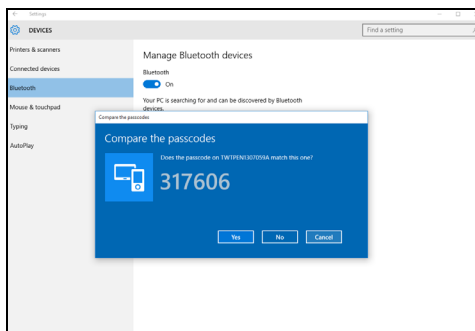 Settings
DEVICES
Find a setting
Printers & scanners
Connected devices
Bluetooth
Mouse & touchpad
Typing
AutoPlay
Manage Bluetooth devices
Bluetooth
On
Your PC is searching for and can be discovered by Bluetooth
devices.
Compare the passcodes
Compare the passcodes
Does the passcode on TWTPENI307059A match this one?
317606
Yes
No
Cancel